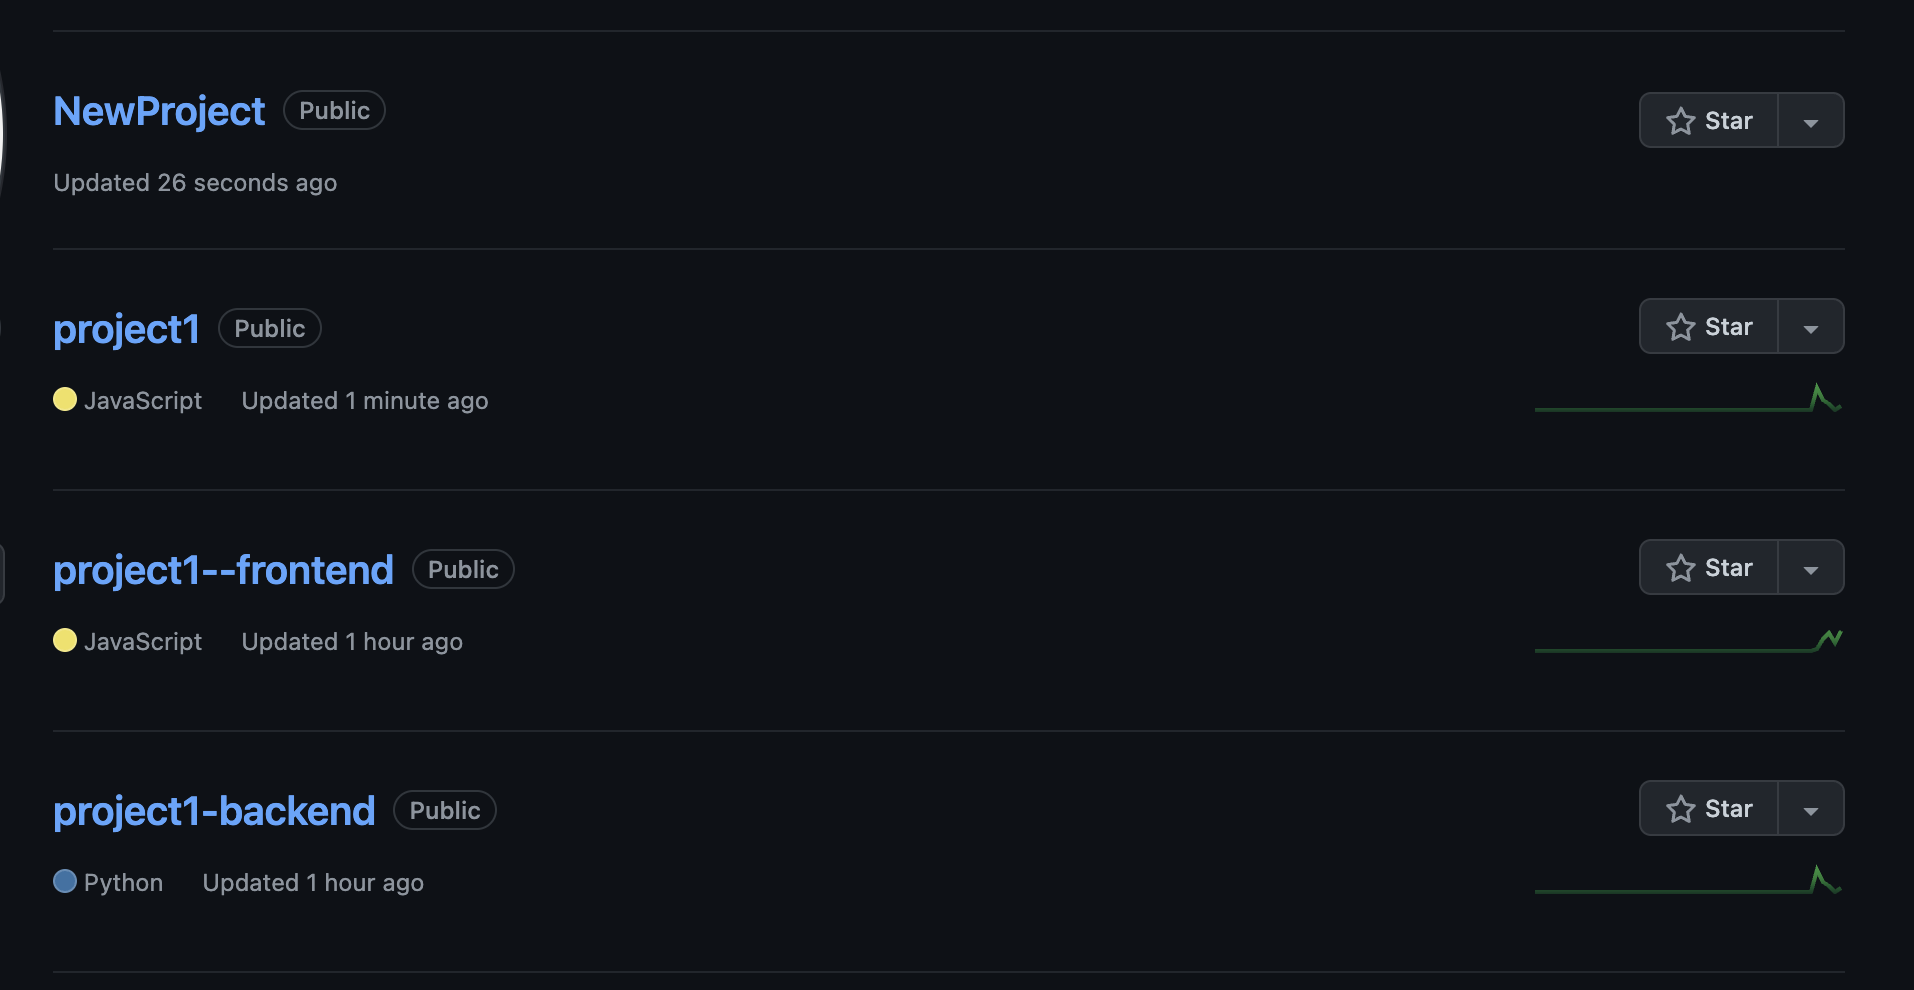 NewProject Public Star
Updated 26 seconds ago
project1 Public Star
JavaScript Updated 1 minute ago
project1--frontend Public Star
JavaScript Updated 1 hour ago
project1-backend Public Star
Python Updated 1 hour ago